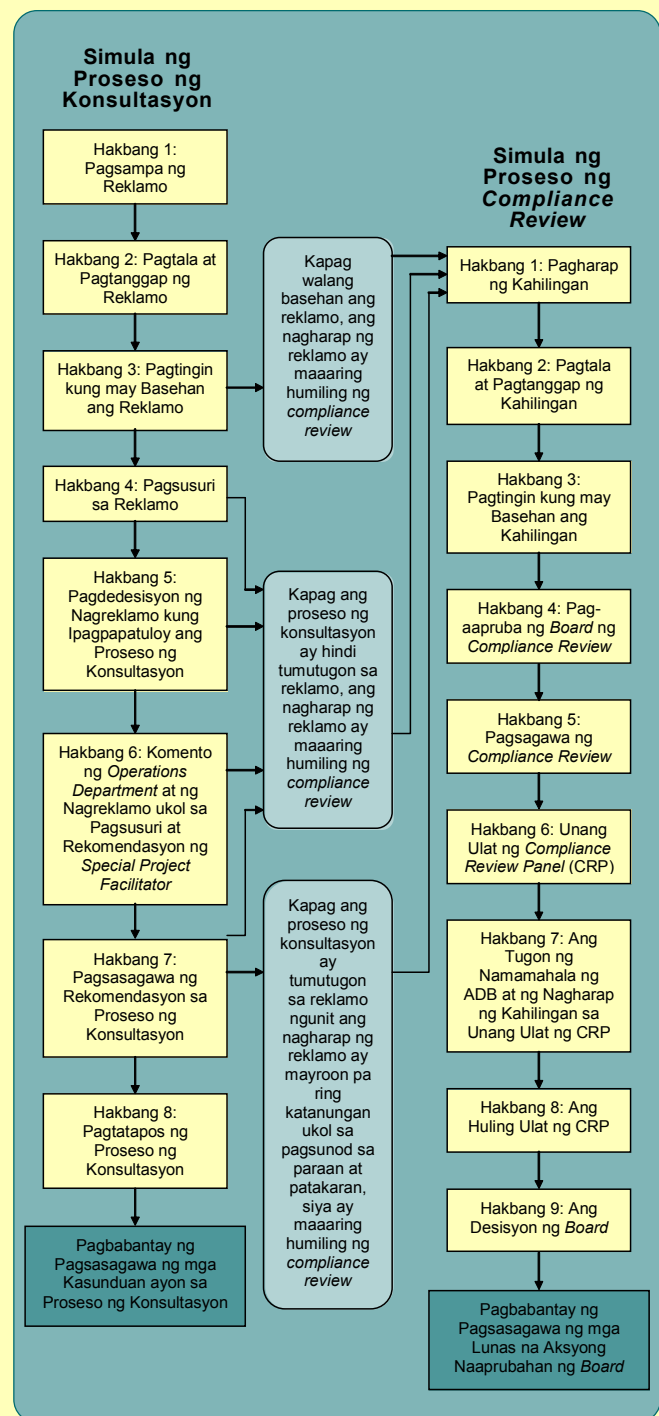 Simula ng
Proseso ng
Konsultasyon
Hakbang 1:
Pagsampa ng
Reklamo
Hakbang 2: Pagtala at
Pagtanggap ng
Reklamo
Hakbang 3: Pagtingin
kung may Basehan
ang Reklamo
Hakbang 4: Pagsusuri
sa Reklamo
Hakbang 5:
Pagdedesisyon ng
Nagreklamo kung
Ipagpapatuloy ang
Proseso ng
Konsultasyon
Hakbang 6: Komento
ng Operations
Department at ng
Nagreklamo ukol sa
Pagsusuri at
Rekomendasyon ng
Special Project
Facilitator
Hakbang 7:
Pagsasagawa ng
Rekomendasyon sa
Proseso ng
Konsultasyon
Hakbang 8:
Pagtatapos ng
Proseso ng
Konsultasyon
Pagbabantay ng
Pagsasagawa ng mga
Kasunduan ayon sa
Proseso ng Konsultasyon
Kapag
walang
basehan ang
reklamo, ang
nagharap ng
reklamo ay
maaaring
humiling ng
compliance
review
Kapag ang
proseso ng
konsultasyon
ay hindi
tumutugon sa
reklamo, ang
nagharap ng
reklamo ay
maaaring
humiling ng
compliance
review
Kapag ang
proseso ng
konsultasyon
ay
tumutugon
sa reklamo
ngunit ang
nagharap ng
reklamo ay
mayroon pa
ring
katanungan
ukol sa
pagsunod sa
paraan at
patakaran,
siya ay
maaaring
humiling ng
compliance
review
Simula ng
Proseso ng
Compliance
Review
Hakbang 1: Pagharap
ng Kahilingan
Hakbang 2: Pagtala
at Pagtanggap ng
Kahilingan
Hakbang 3:
Pagtingin kung may
Basehan ang
Kahilingan
Hakbang 4: Pag-
aapruba ng Board ng
Compliance Review
Hakbang 5:
Pagsagawa ng
Compliance Review
Hakbang 6: Unang
Ulat ng Compliance
Review Panel (CRP)
Hakbang 7: Ang
Tugon ng
Namamahala ng
ADB at ng Nagharap
ng Kahilingan sa
Unang Ulat ng CRP
Hakbang 8: Ang
Huling Ulat ng CRP
Hakbang 9: Ang
Desisyon ng Board
Pagbabantay ng
Pagsasagawa ng mga
Lunas na Aksyong
Naaprubahan ng
Board